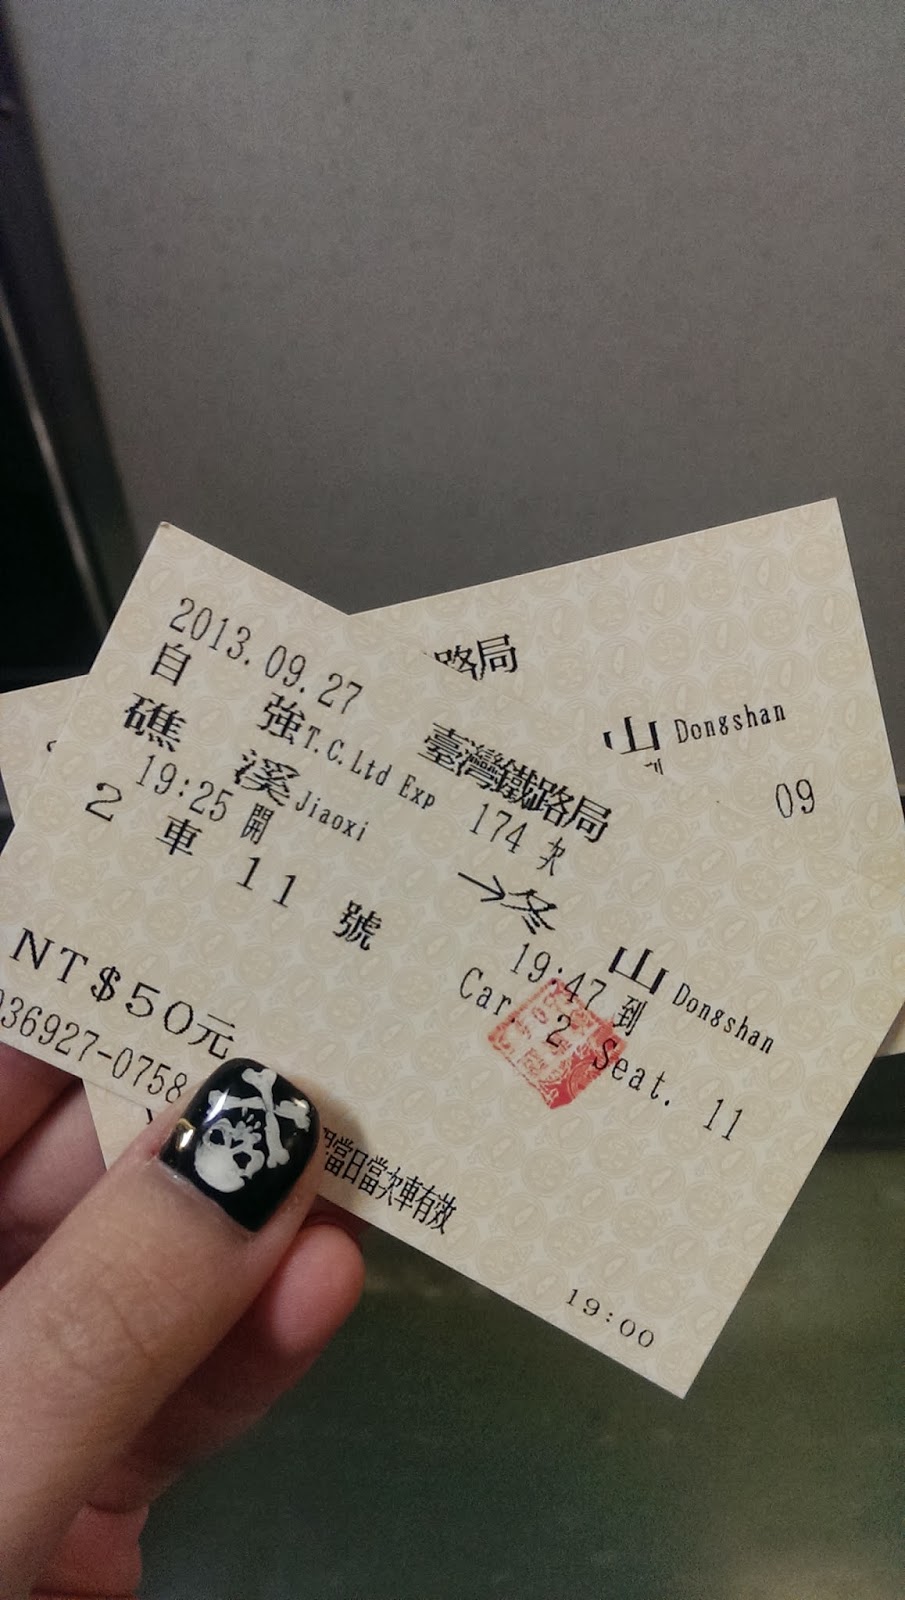 2013.09.27 臺灣鐵路局
自強 T.C.Ltd Exp 174 次
礁溪 Jiaoxi → 冬山 Dongshan
19:25 開 19:47 到
2 車 11 號 Car. 2 Seat. 11
NT$50元
36927-0758
當日當次車有效
19:00
路局
山 Dongshan
09